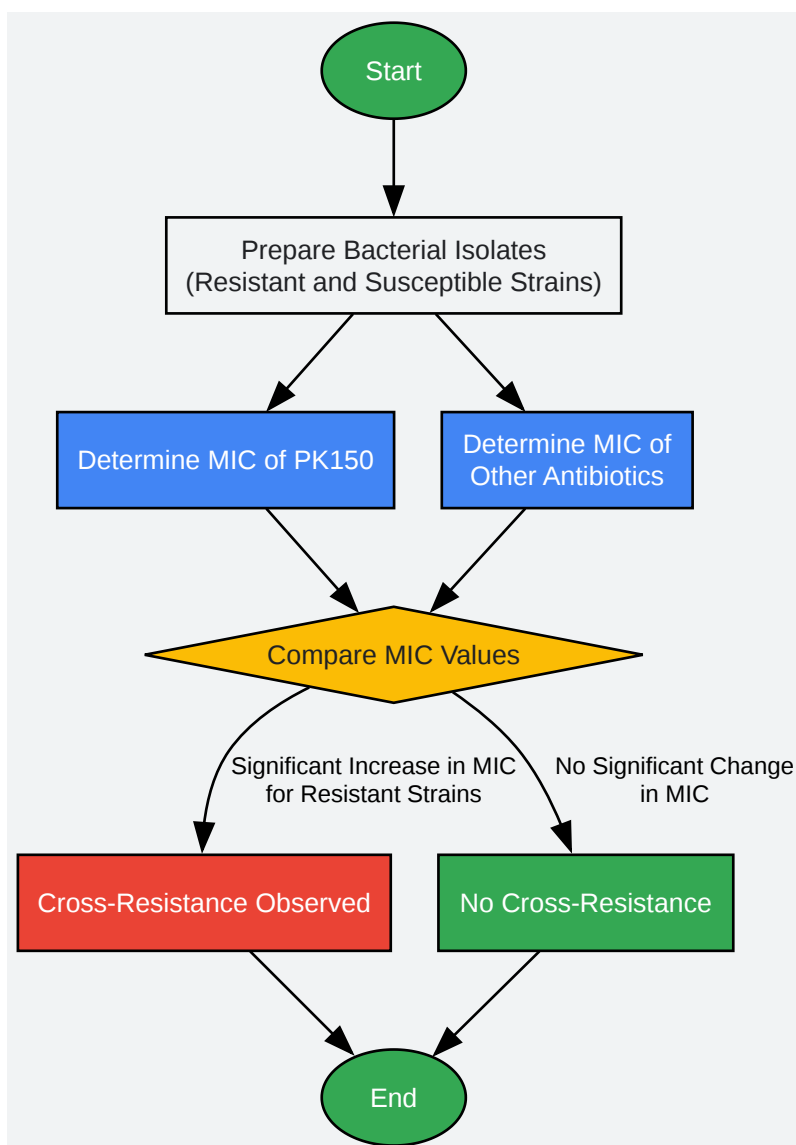 Start
Prepare Bacterial Isolates
(Resistant and Susceptible Strains)
Determine MIC of PK150
Determine MIC of
Other Antibiotics
Compare MIC Values
Significant Increase in MIC
for Resistant Strains
No Significant Change
in MIC
Cross-Resistance Observed
No Cross-Resistance
End